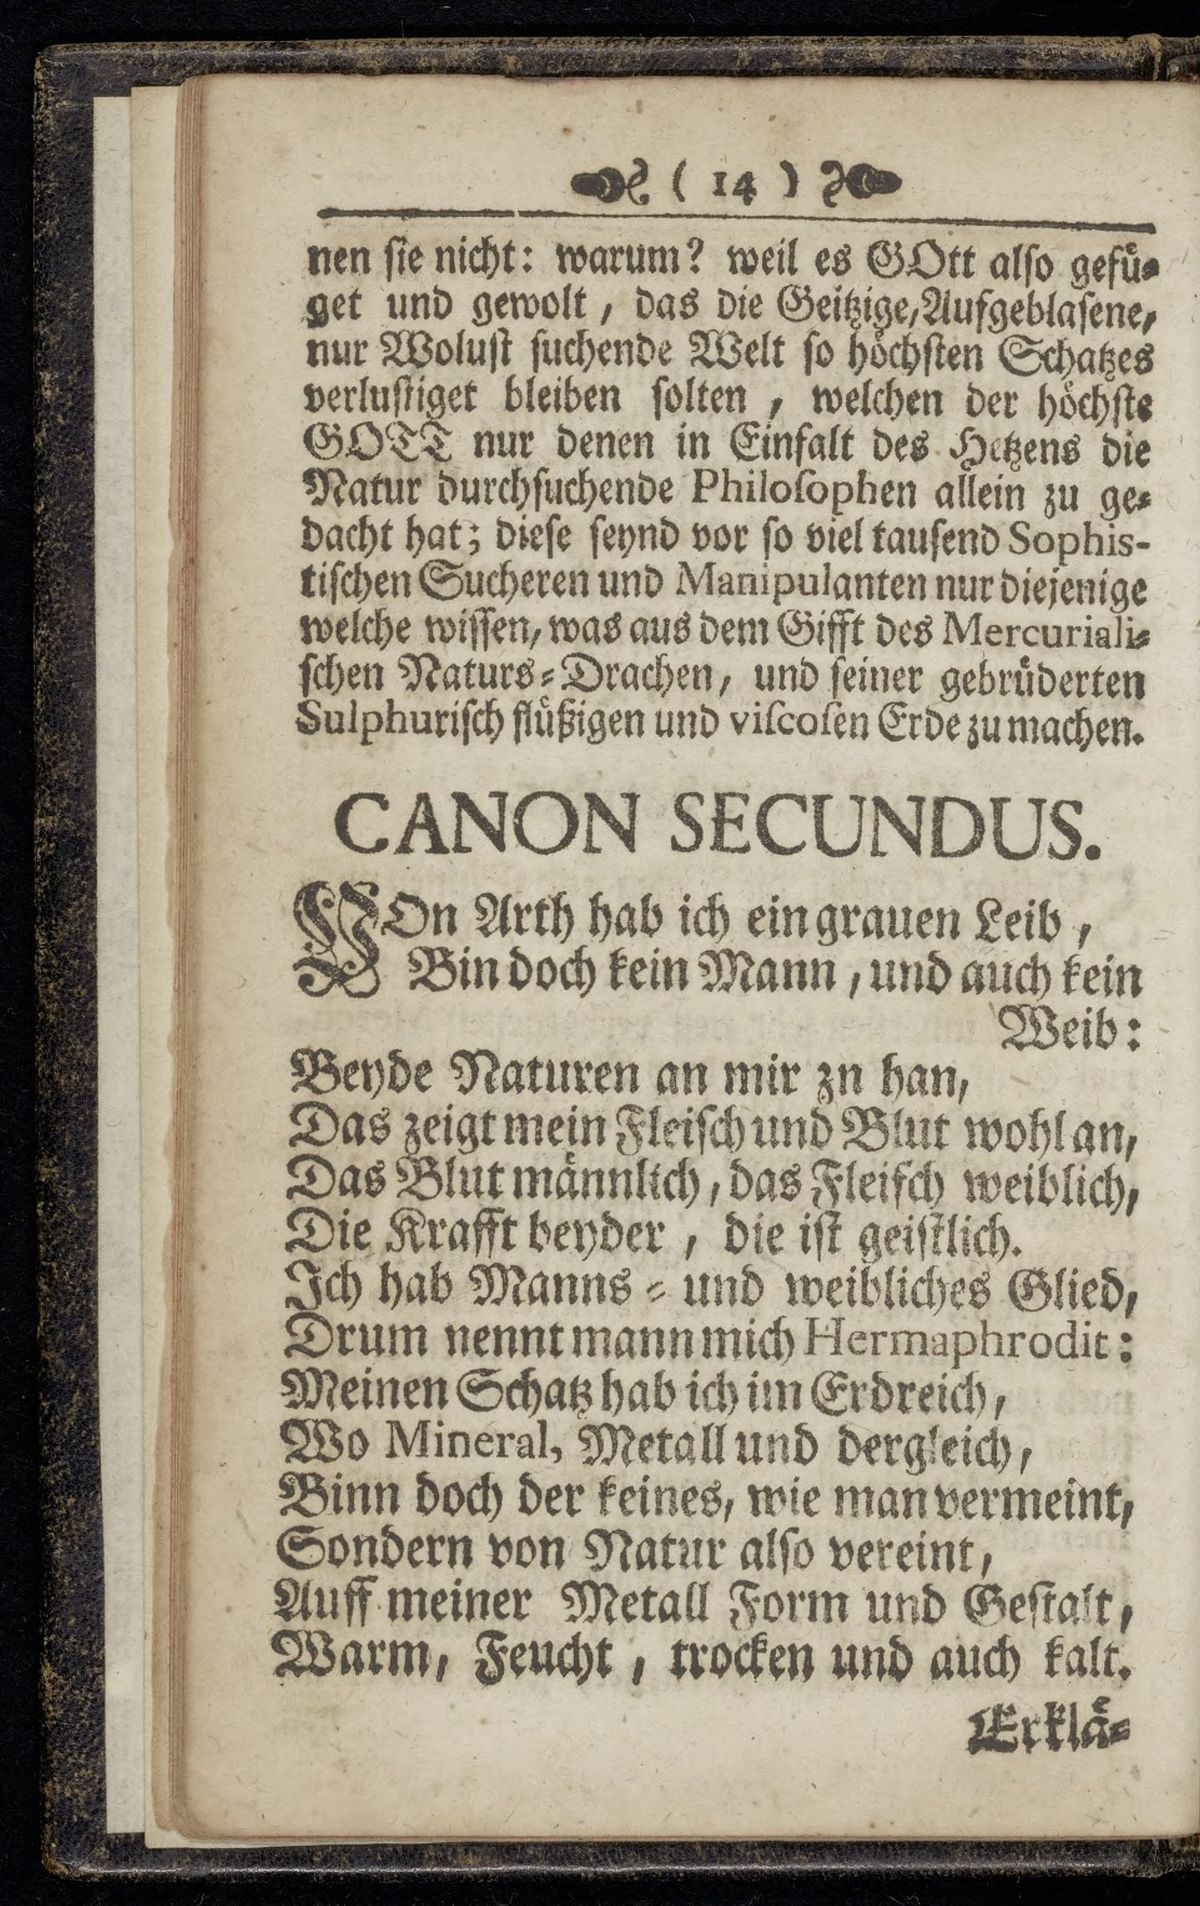 ( 14 )
nen sie nicht: warum? weil es GOtt also gefü-
get und gewolt, das die Geitzige, Aufgeblasene,
nur Wolust suchende Welt so höchsten Schatzes
verlustiget bleiben solten, welchen der höchste
GOTT nur denen in Einfalt des Hetzens die
Natur durchsuchende Philosophen allein zu ge-
dacht hat; diese seynd vor so viel tausend Sophis-
tischen Sucheren und Manipulanten nur diejenige
welche wissen, was aus dem Gifft des Mercuriali-
schen Naturs-Drachen, und seiner gebrüderten
Sulphurisch flüßigen und viscosen Erde zu machen.
CANON SECUNDUS.
VOn Arth hab ich ein grauen Leib,
Bin doch kein Mann, und auch kein
Weib:
Beyde Naturen an mir zn han,
Das zeigt mein Fleisch und Blut wohl an,
Das Blut männlich, das Fleisch weiblich,
Die Krafft beyder, die ist geistlich.
Ich hab Manns- und weibliches Glied,
Drum nennt mann mich Hermaphrodit:
Meinen Schatz hab ich im Erdreich,
Wo Mineral, Metall und dergleich,
Binn doch der keines, wie man vermeint,
Sondern von Natur also vereint,
Auff meiner Metall Form und Gestalt,
Warm, Feucht, trocken und auch kalt.
Erklä-